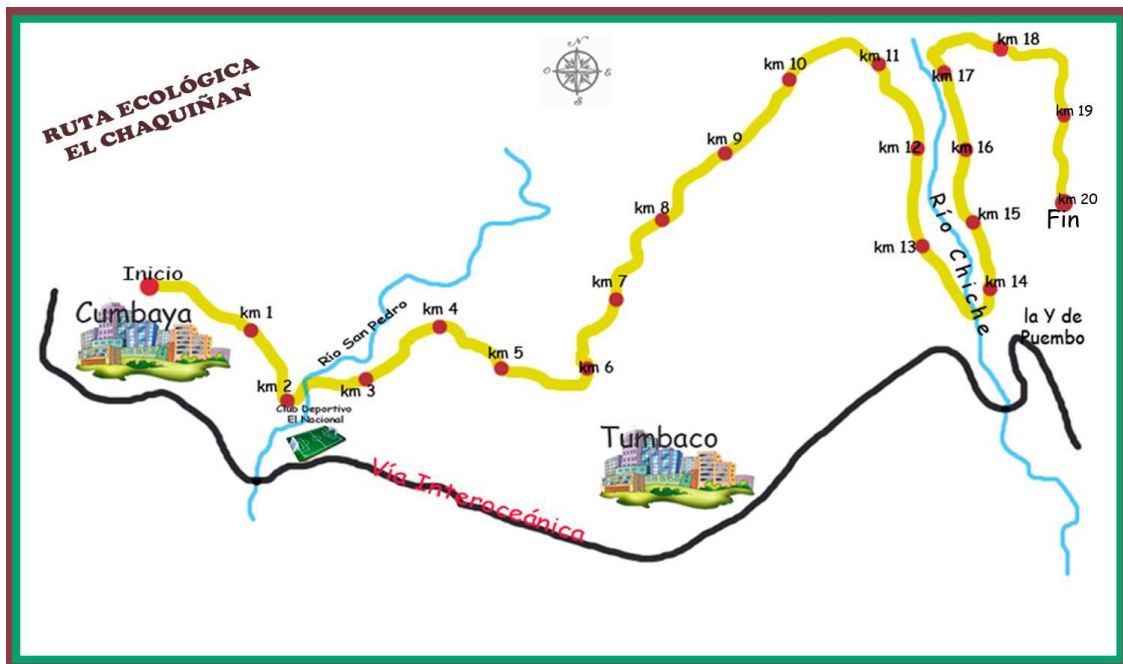 RUTA ECOLÓGICA
EL CHAQUIÑAN
N
O
E
S
Inicio
Cumbaya
km 1
km 2
Río San Pedro
km 3
km 4
km 5
km 6
km 7
km 8
km 9
km 10
km 11
km 12
km 13
Río Chiche
km 14
km 15
km 16
km 17
km 18
km 19
km 20
Fin
Club Deportivo
El Nacional
Vía Interoceánica
Tumbaco
la Y de
Puembo